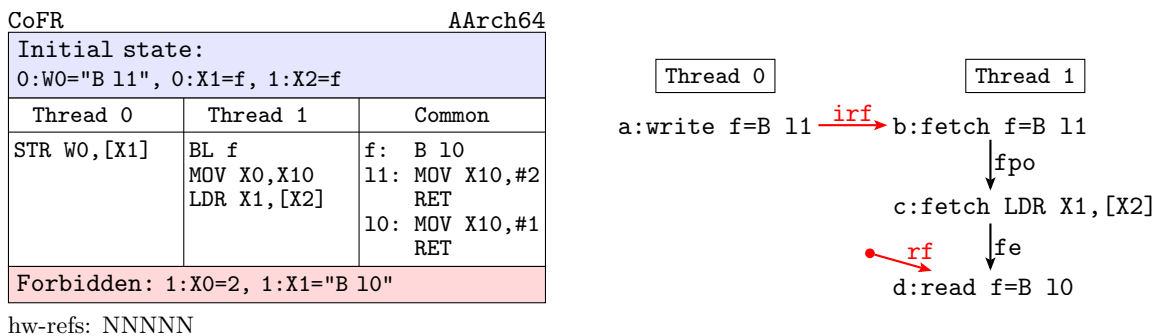 CoFR AArch64
Initial state:
0:W0="B l1", 0:X1=f, 1:X2=f
Thread 0 Thread 1 Common
STR W0,[X1] BL f f: B l0
MOV X0,X10 l1: MOV X10,#2
LDR X1,[X2] RET
l0: MOV X10,#1
RET
Forbidden: 1:X0=2, 1:X1="B l0"
hw-refs: NNNNN
Thread 0 Thread 1
a:write f=B l1 irf b:fetch f=B l1
fpo
c:fetch LDR X1,[X2]
rf fe
d:read f=B l0